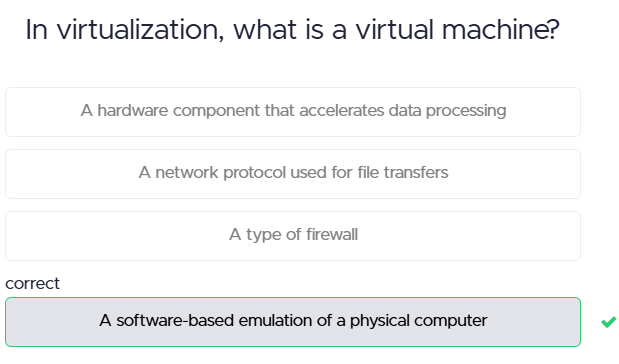 In virtualization, what is a virtual machine?
A hardware component that accelerates data processing
A network protocol used for file transfers
A type of firewall
correct
A software-based emulation of a physical computer